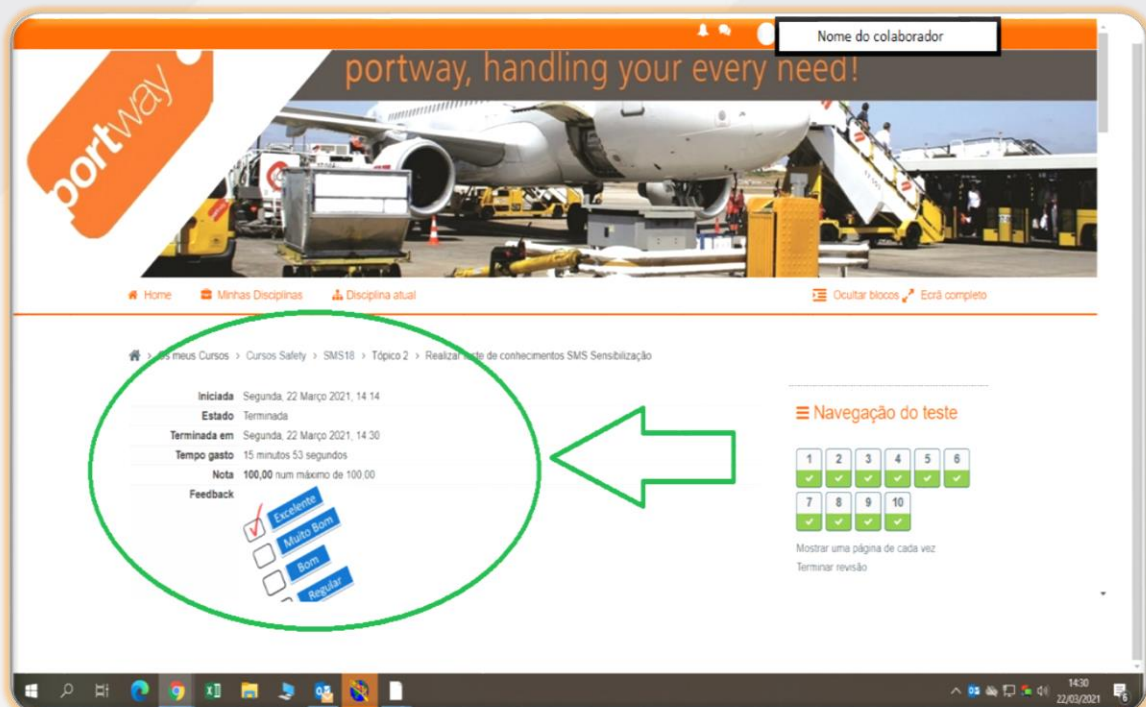 Nome do colaborador
portway, handling your every need!
portway
Home Minhas Disciplinas Disciplina atual Ocultar blocos Ecrã completo
> Os meus Cursos > Cursos Safety > SMS18 > Tópico 2 > Realizar teste de conhecimentos SMS Sensibilização
Iniciada Segunda, 22 Março 2021, 14:14
Estado Terminada
Terminada em Segunda, 22 Março 2021, 14:30
Tempo gasto 15 minutos 53 segundos
Nota 100,00 num máximo de 100,00
Feedback
Excelente
Muito Bom
Bom
Regular
Navegação do teste
1 2 3 4 5 6
7 8 9 10
Mostrar uma página de cada vez
Terminar revisão
14:30
22/03/2021
6